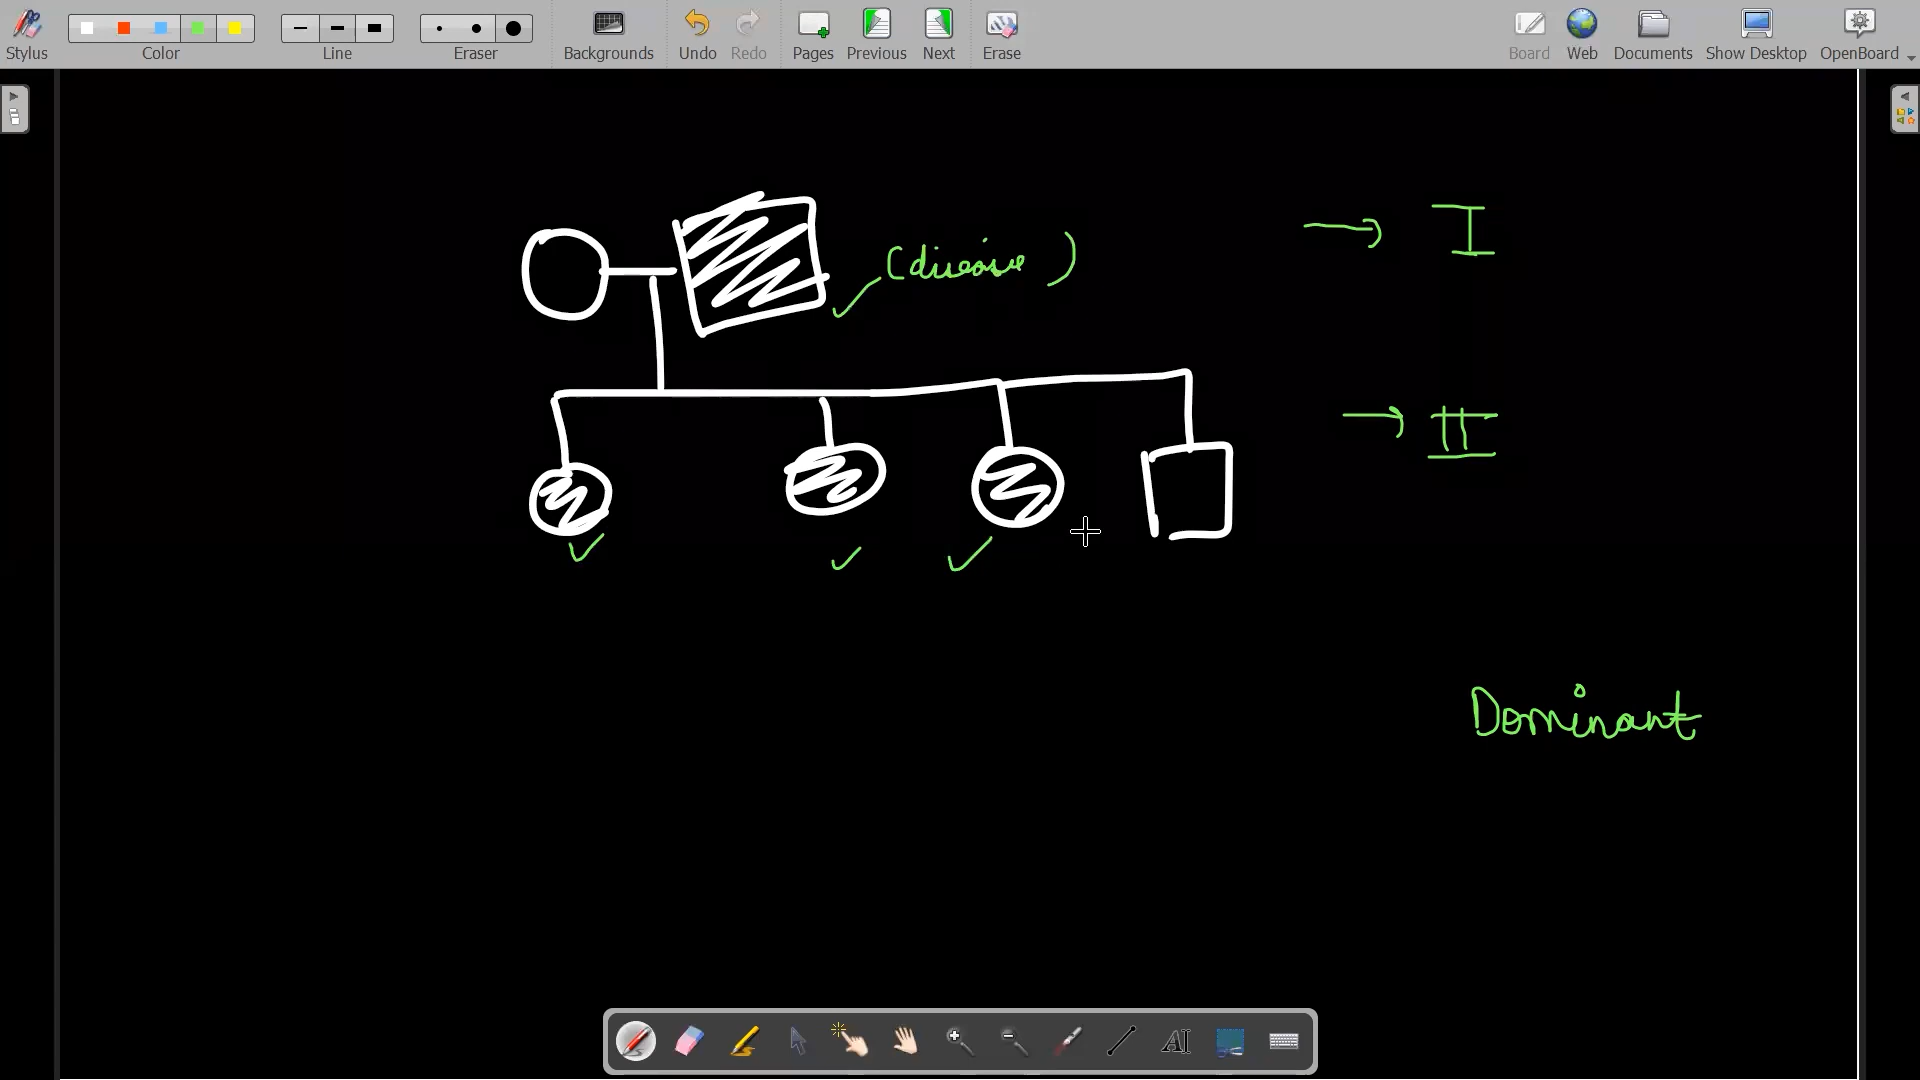 Stylus Color Line Eraser Backgrounds Undo Redo Pages Previous Next Erase Board Web Documents Show Desktop OpenBoard
(disease)
I
II
Dominant